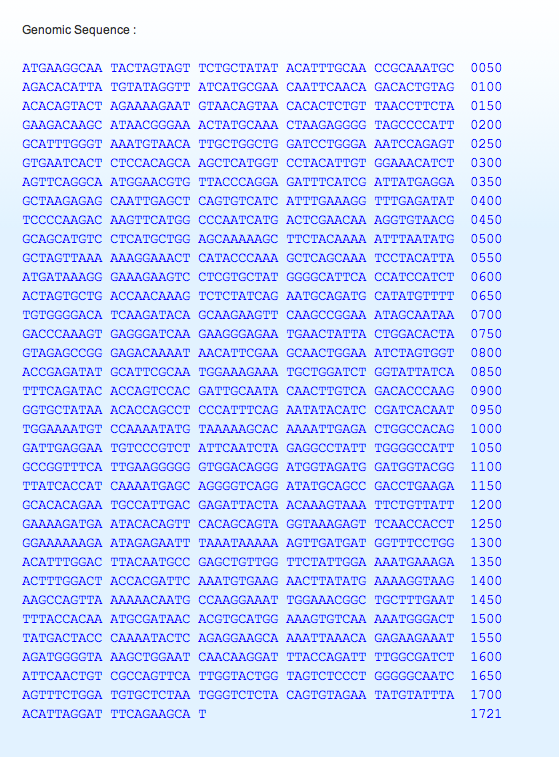 Genomic Sequence :
ATGAAGGCAA TACTAGTAGT TCTGCTATAT ACATTTGCAA CCGCAAATGC 0050
AGACACATTA TGTATAGGTT ATCATGCGAA CAATTCAACA GACACTGTAG 0100
ACACAGTACT AGAAAAGAAT GTAACAGTAA CACACTCTGT TAACCTTCTA 0150
GAAGACAAGC ATAACGGGAA ACTATGCAAA CTAAGAGGGG TAGCCCCATT 0200
GCATTTGGGT AAATGTAACA TTGCTGGCTG GATCCTGGGA AATCCAGAGT 0250
GTGAATCACT CTCCACAGCA AGCTCATGGT CCTACATTGT GGAAACATCT 0300
AGTTCAGGCA ATGGAACGTG TTACCCAGGA GATTTCATCG ATTATGAGGA 0350
GCTAAGAGAG CAATTGAGCT CAGTGTCATC ATTTGAAAGG TTTGAGATAT 0400
TCCCCAAGAC AAGTTCATGG CCCAATCATG ACTCGAACAA AGGTGTAACG 0450
GCAGCATGTC CTCATGCTGG AGCAAAAAGC TTCTACAAAA ATTTAATATG 0500
GCTAGTTAAA AAAGGAAACT CATACCCAAA GCTCAGCAAA TCCTACATTA 0550
ATGATAAAGG GAAAGAAGTC CTCGTGCTAT GGGGCATTCA CCATCCATCT 0600
ACTAGTGCTG ACCAACAAAG TCTCTATCAG AATGCAGATG CATATGTTTT 0650
TGTGGGGACA TCAAGATACA GCAAGAAGTT CAAGCCGGAA ATAGCAATAA 0700
GACCCAAAGT GAGGGATCAA GAAGGGAGAA TGAACTATTA CTGGACACTA 0750
GTAGAGCCGG GAGACAAAAT AACATTCGAA GCAACTGGAA ATCTAGTGGT 0800
ACCGAGATAT GCATTCGCAA TGGAAAGAAA TGCTGGATCT GGTATTATCA 0850
TTTCAGATAC ACCAGTCCAC GATTGCAATA CAACTTGTCA GACACCCAAG 0900
GGTGCTATAA ACACCAGCCT CCCATTTCAG AATATACATC CGATCACAAT 0950
TGGAAAATGT CCAAAATATG TAAAAAGCAC AAAATTGAGA CTGGCCACAG 1000
GATTGAGGAA TGTCCCGTCT ATTCAATCTA GAGGCCTATT TGGGGCCATT 1050
GCCGGTTTCA TTGAAGGGGG GTGGACAGGG ATGGTAGATG GATGGTACGG 1100
TTATCACCAT CAAAATGAGC AGGGGTCAGG ATATGCAGCC GACCTGAAGA 1150
GCACACAGAA TGCCATTGAC GAGATTACTA ACAAAGTAAA TTCTGTTATT 1200
GAAAAGATGA ATACACAGTT CACAGCAGTA GGTAAAGAGT TCAACCACCT 1250
GGAAAAAAGA ATAGAGAATT TAAATAAAAA AGTTGATGAT GGTTTCCTGG 1300
ACATTTGGAC TTACAATGCC GAGCTGTTGG TTCTATTGGA AAATGAAAGA 1350
ACTTTGGACT ACCACGATTC AAATGTGAAG AACTTATATG AAAAGGTAAG 1400
AAGCCAGTTA AAAAACAATG CCAAGGAAAT TGGAAACGGC TGCTTTGAAT 1450
TTTACCACAA ATGCGATAAC ACGTGCATGG AAAGTGTCAA AAATGGGACT 1500
TATGACTACC CAAAATACTC AGAGGAAGCA AAATTAAACA GAGAAGAAAT 1550
AGATGGGGTA AAGCTGGAAT CAACAAGGAT TTACCAGATT TTGGCGATCT 1600
ATTCAACTGT CGCCAGTTCA TTGGTACTGG TAGTCTCCCT GGGGGCAATC 1650
AGTTTCTGGA TGTGCTCTAA TGGGTCTCTA CAGTGTAGAA TATGTATTTA 1700
ACATTAGGAT TTCAGAAGCA T 1721